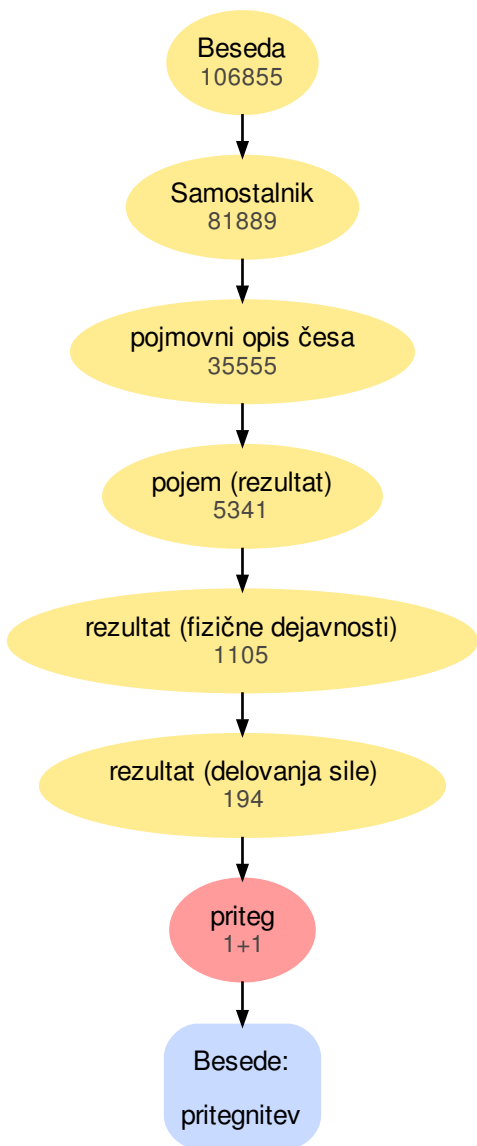 Beseda
106855
Samostalnik
81889
pojmovni opis česa
35555
pojem (rezultat)
5341
rezultat (fizične dejavnosti)
1105
rezultat (delovanja sile)
194
priteg
1+1
Besede:
pritegnitev